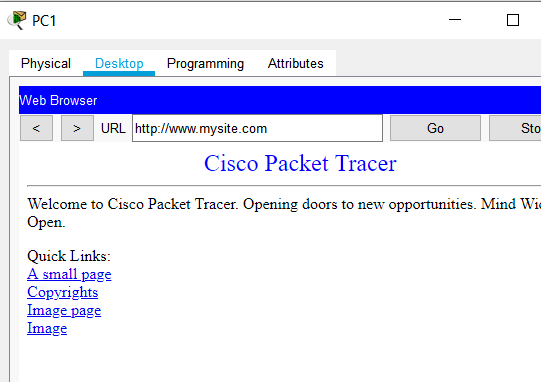 PC1
Physical Desktop Programming Attributes
Web Browser
< > URL http://www.mysite.com Go Sto
Cisco Packet Tracer
Welcome to Cisco Packet Tracer. Opening doors to new opportunities. Mind Wid
Open.
Quick Links:
A small page
Copyrights
Image page
Image